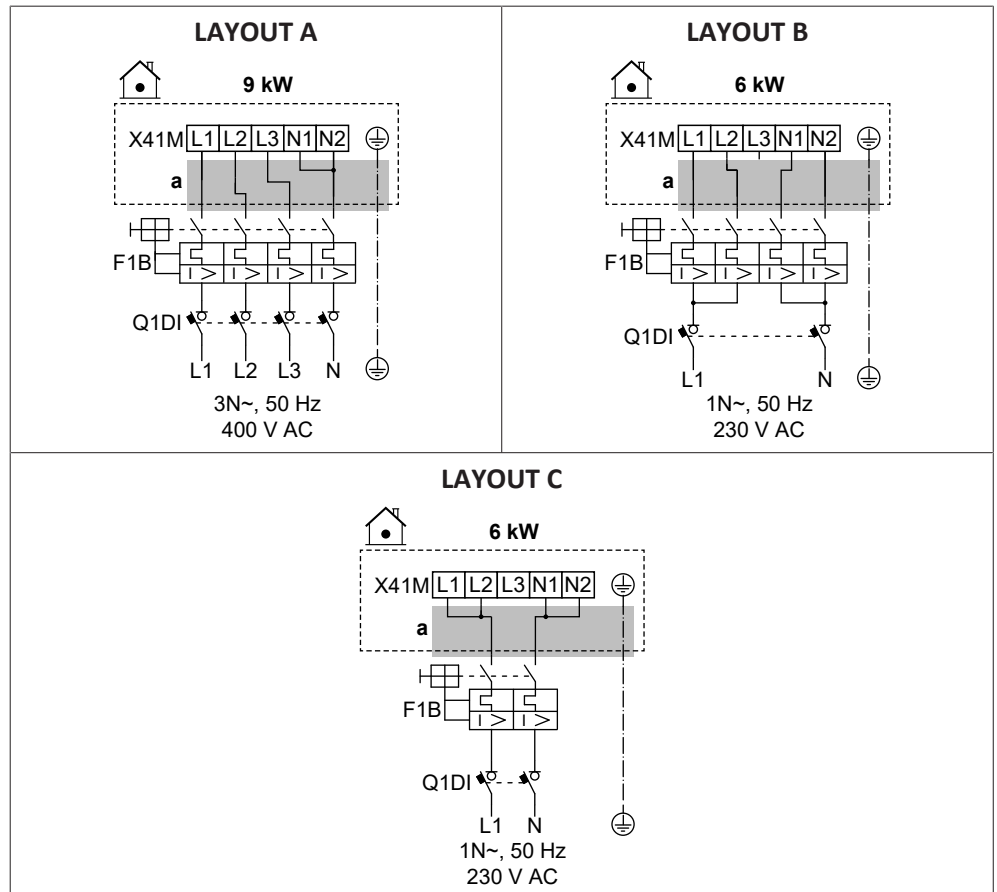 LAYOUT A
9 kW
X41M L1 L2 L3 N1 N2
a
F1B
I > I > I > I >
Q1DI
L1 L2 L3 N
3N~, 50 Hz
400 V AC
LAYOUT B
6 kW
X41M L1 L2 L3 N1 N2
a
F1B
I > I > I > I >
Q1DI
L1 N
1N~, 50 Hz
230 V AC
LAYOUT C
6 kW
X41M L1 L2 L3 N1 N2
a
F1B
I > I >
Q1DI
L1 N
1N~, 50 Hz
230 V AC